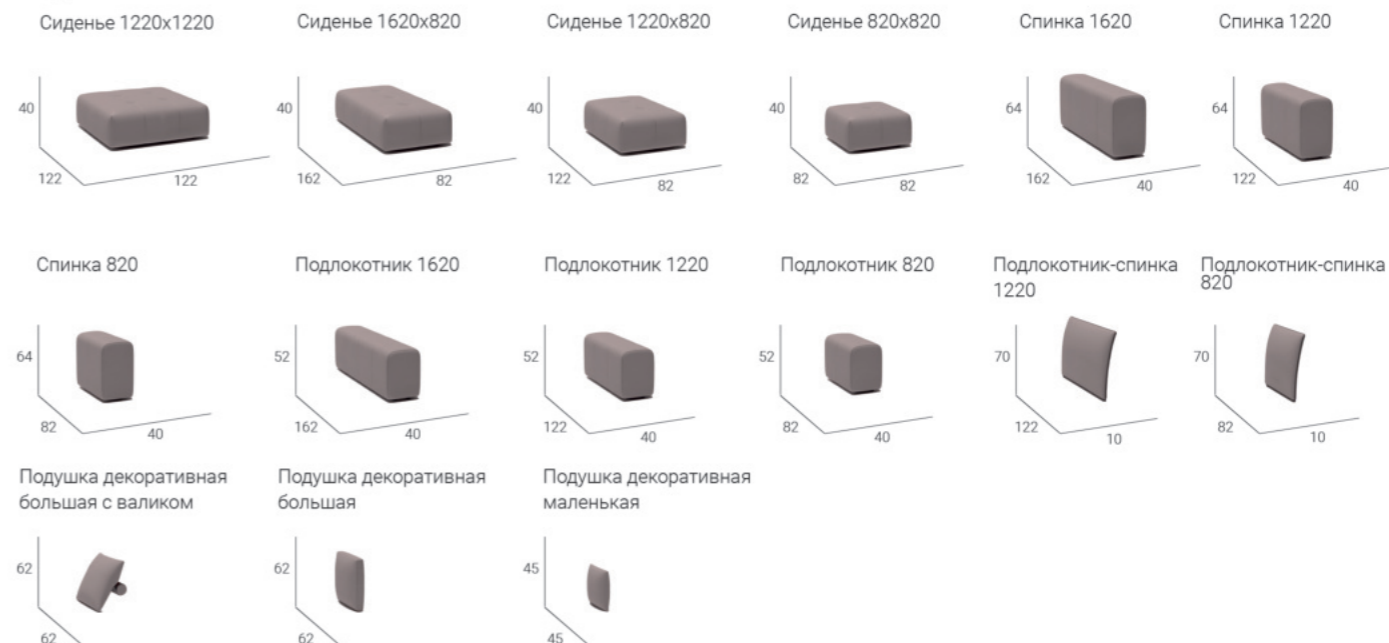 Сиденье 1220x1220
Сиденье 1620x820
Сиденье 1220x820
Сиденье 820x820
Спинка 1620
Спинка 1220
40
122
122
40
162
82
40
122
82
40
82
82
64
162
40
64
122
40
Спинка 820
Подлокотник 1620
Подлокотник 1220
Подлокотник 820
Подлокотник-спинка
1220
Подлокотник-спинка
820
64
82
40
52
162
40
52
122
40
52
82
40
70
122
10
70
82
10
Подушка декоративная
большая с валиком
Подушка декоративная
большая
Подушка декоративная
маленькая
62
62
62
62
45
45